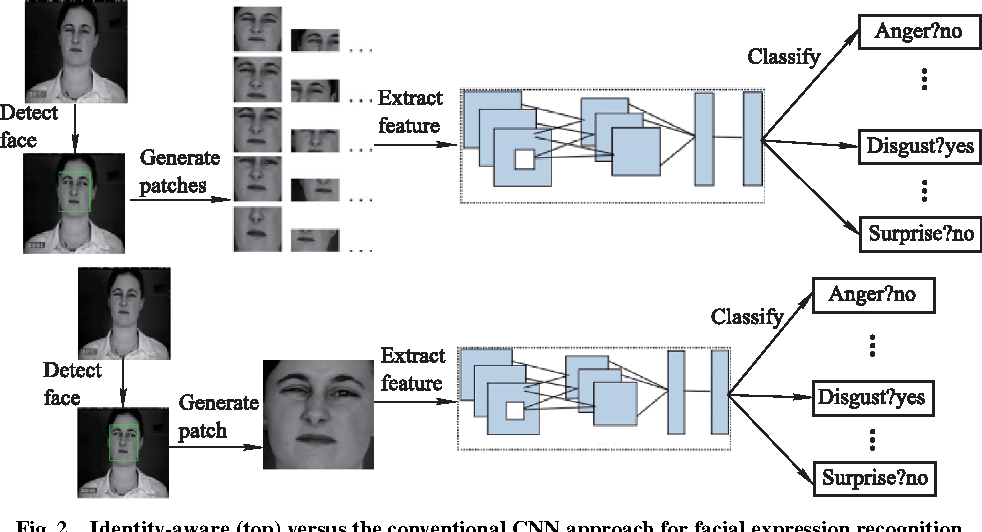 Detect
face
Generate
patches
Extract
feature
Classify
Anger?no
Disgust?yes
Surprise?no
Detect
face
Generate
patch
Extract
feature
Classify
Anger?no
Disgust?yes
Surprise?no
Fig. 2. Identity-aware (top) versus the conventional CNN approach for facial expression recognition